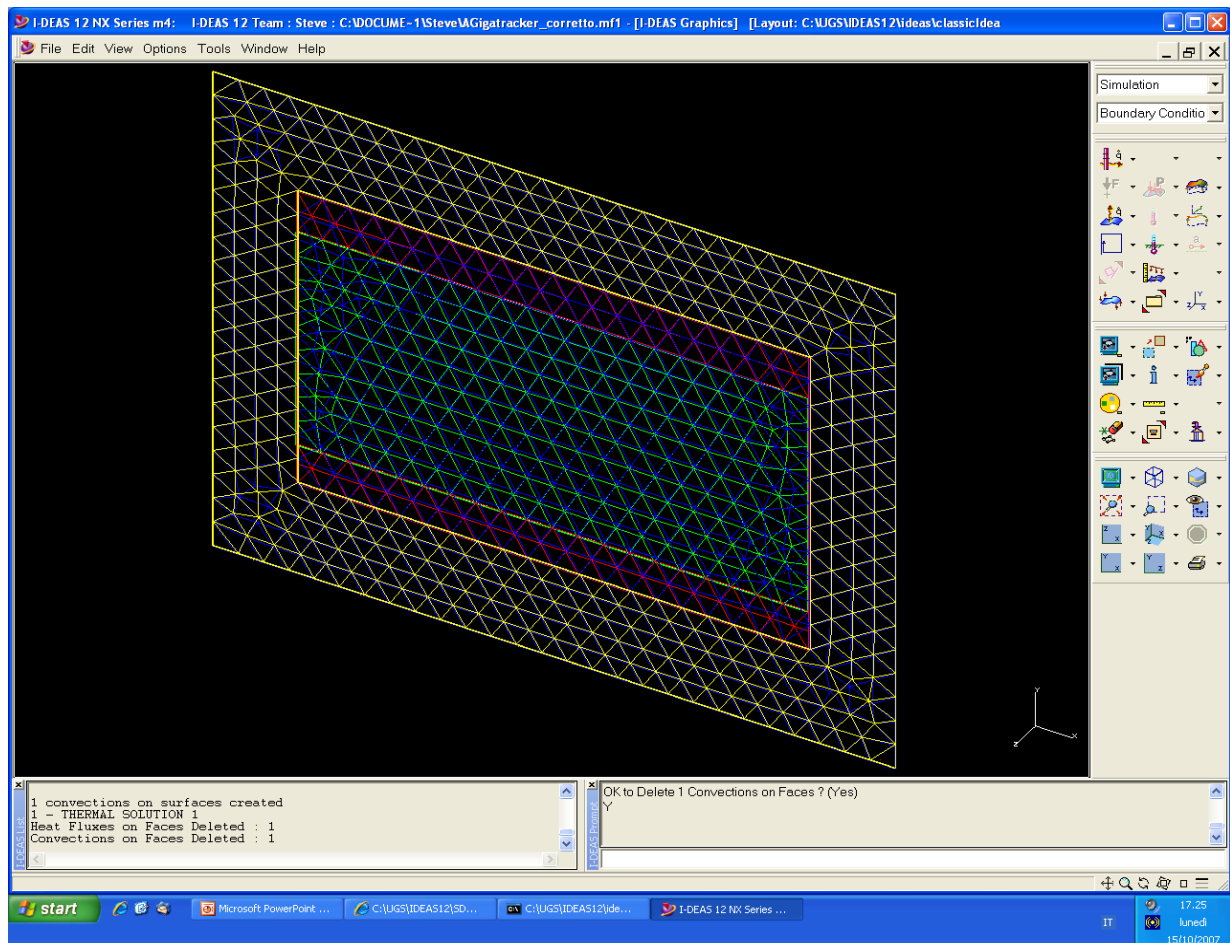 I-DEAS 12 NX Series m4: I-DEAS 12 Team : Steve : C:\DOCUME~1\Steve\AGigatracker_corretto.mf1 - [I-DEAS Graphics] [Layout: C:\UGS\IDEAS12\ideas\classicIdea
File Edit View Options Tools Window Help
Simulation
Boundary Conditio
Y
X
Z
1 convections on surfaces created
1 - THERMAL SOLUTION 1
Heat Fluxes on Faces Deleted : 1
Convections on Faces Deleted : 1
I-DEAS List
OK to Delete 1 Convections on Faces ? (Yes)
Y
I-DEAS Prompt
start
Microsoft PowerPoint ...
C:\UGS\IDEAS12\SD...
C:\UGS\IDEAS12\ide...
I-DEAS 12 NX Series ...
IT
17.25
lunedì
15/10/2007